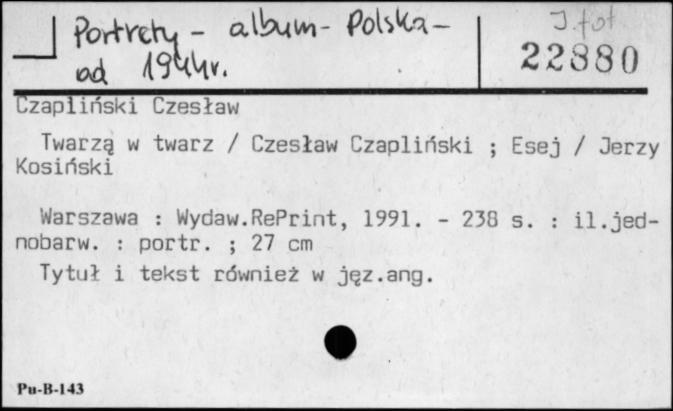 Portrety - album - Polska -
od 1944r.
J. fot
22880
Czapliński Czesław
Twarzą w twarz / Czesław Czapliński ; Esej / Jerzy
Kosiński
Warszawa : Wydaw.RePrint, 1991. - 238 s. : il.jed-
nobarw. : portr. ; 27 cm
Tytuł i tekst również w jęz.ang.
Pu-B-143